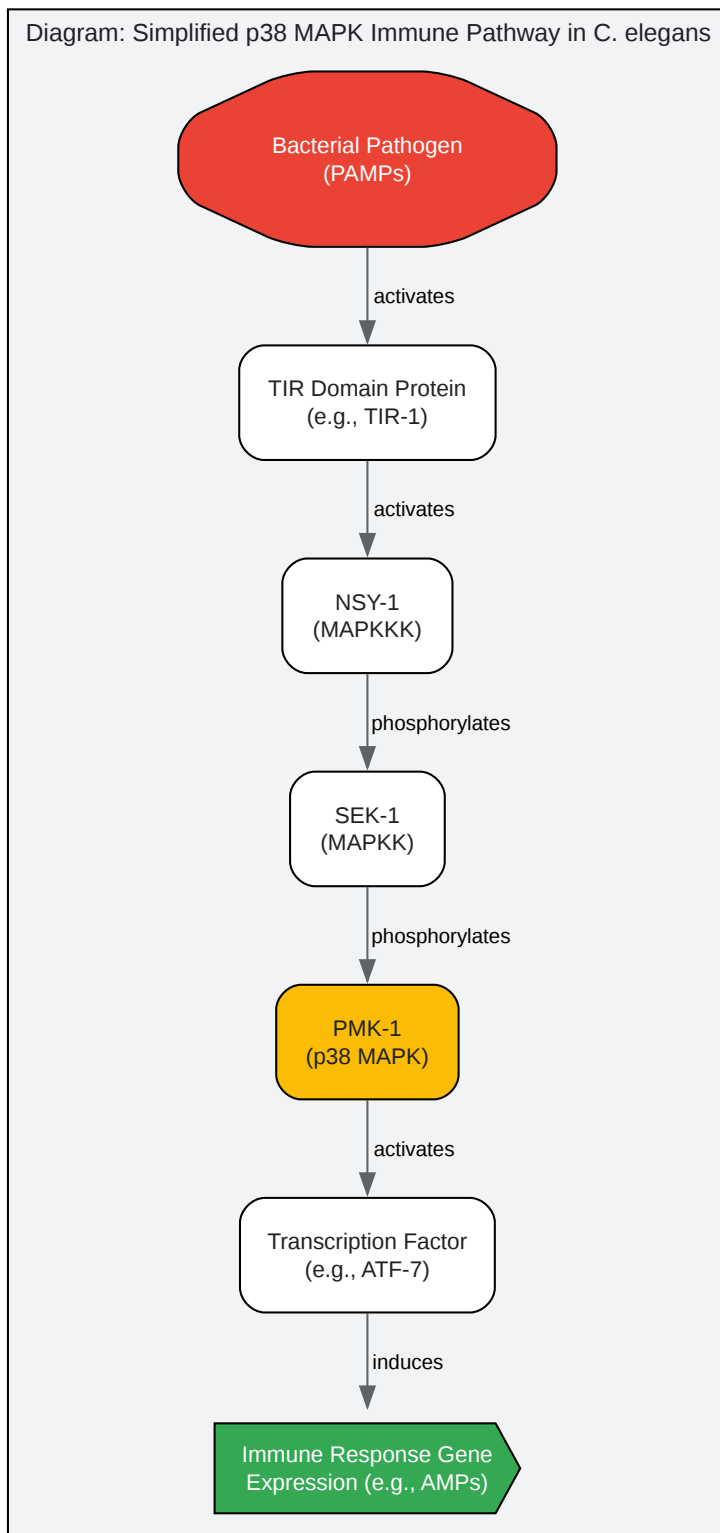 Diagram: Simplified p38 MAPK Immune Pathway in C. elegans
Bacterial Pathogen
(PAMPs)
activates
TIR Domain Protein
(e.g., TIR-1)
activates
NSY-1
(MAPKKK)
phosphorylates
SEK-1
(MAPKK)
phosphorylates
PMK-1
(p38 MAPK)
activates
Transcription Factor
(e.g., ATF-7)
induces
Immune Response Gene
Expression (e.g., AMPs)